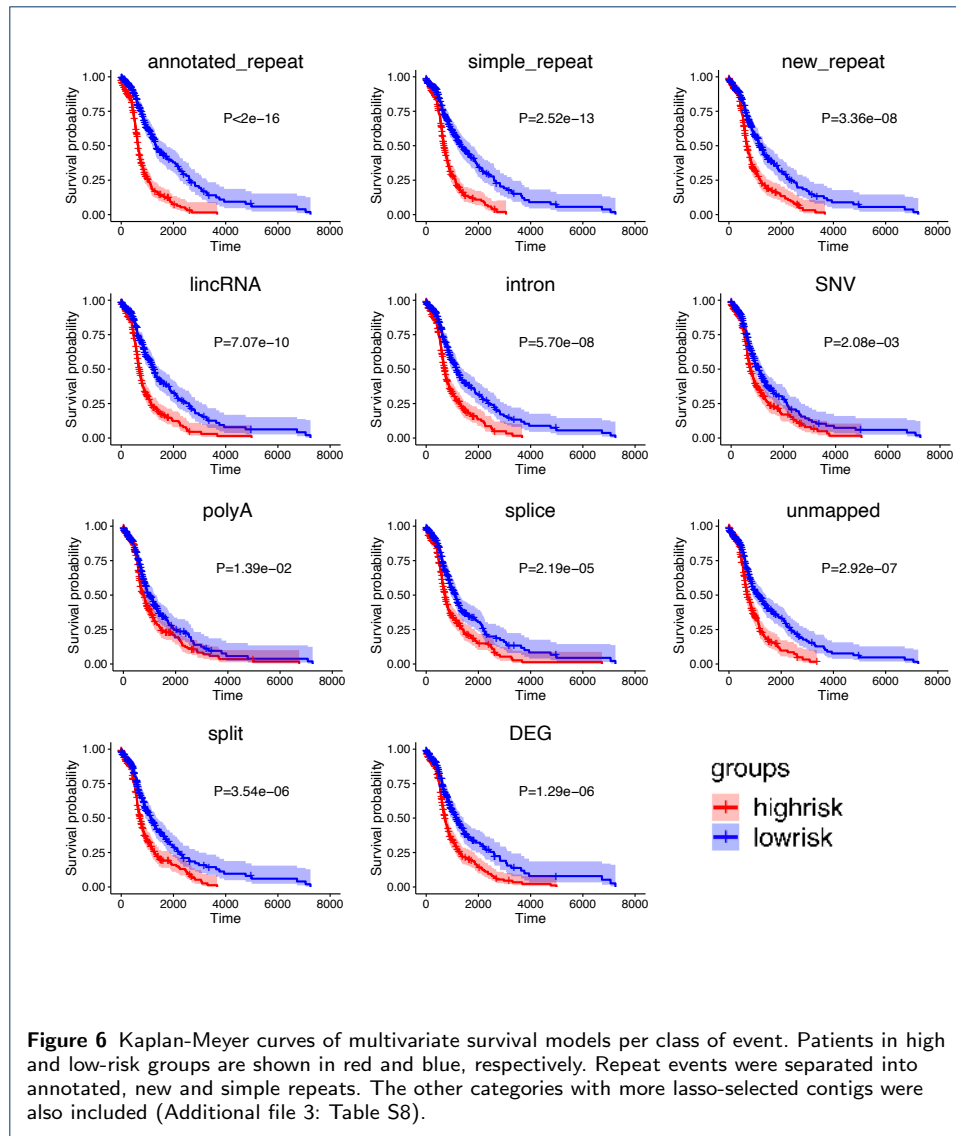 annotated_repeat
1.00
0.75
0.50
0.25
0.00
Survival probability
P<2e−16
0 2000 4000 6000 8000
Time
simple_repeat
1.00
0.75
0.50
0.25
0.00
Survival probability
P=2.52e−13
0 2000 4000 6000 8000
Time
new_repeat
1.00
0.75
0.50
0.25
0.00
Survival probability
P=3.36e−08
0 2000 4000 6000 8000
Time
lincRNA
1.00
0.75
0.50
0.25
0.00
Survival probability
P=7.07e−10
0 2000 4000 6000 8000
Time
intron
1.00
0.75
0.50
0.25
0.00
Survival probability
P=5.70e−08
0 2000 4000 6000 8000
Time
SNV
1.00
0.75
0.50
0.25
0.00
Survival probability
P=2.08e−03
0 2000 4000 6000 8000
Time
polyA
1.00
0.75
0.50
0.25
0.00
Survival probability
P=1.39e−02
0 2000 4000 6000 8000
Time
splice
1.00
0.75
0.50
0.25
0.00
Survival probability
P=2.19e−05
0 2000 4000 6000 8000
Time
unmapped
1.00
0.75
0.50
0.25
0.00
Survival probability
P=2.92e−07
0 2000 4000 6000 8000
Time
split
1.00
0.75
0.50
0.25
0.00
Survival probability
P=3.54e−06
0 2000 4000 6000 8000
Time
DEG
1.00
0.75
0.50
0.25
0.00
Survival probability
P=1.29e−06
0 2000 4000 6000 8000
Time
groups
highrisk
lowrisk
Figure 6 Kaplan-Meyer curves of multivariate survival models per class of event. Patients in high
and low-risk groups are shown in red and blue, respectively. Repeat events were separated into
annotated, new and simple repeats. The other categories with more lasso-selected contigs were
also included (Additional file 3: Table S8).